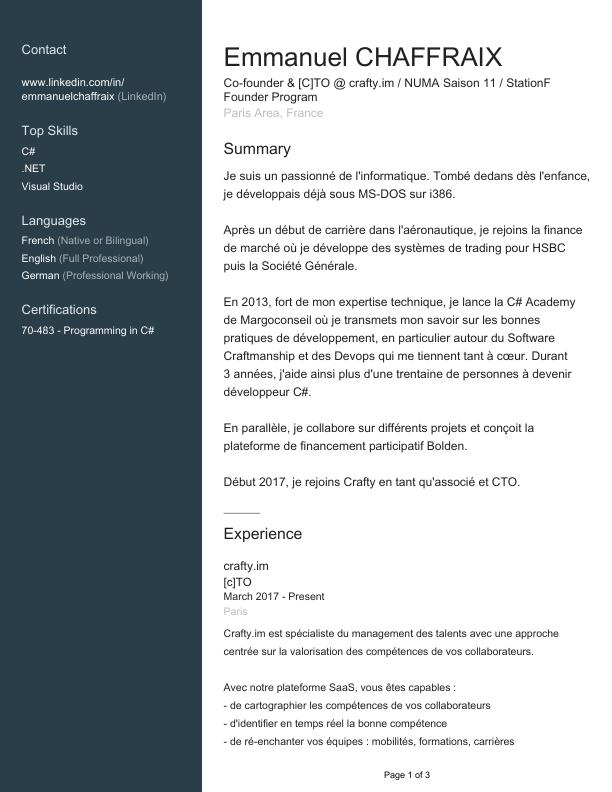 Contact
www.linkedin.com/in/
emmanuelchaffraix (LinkedIn)
Top Skills
C#
.NET
Visual Studio
Languages
French (Native or Bilingual)
English (Full Professional)
German (Professional Working)
Certifications
70-483 - Programming in C#
Emmanuel CHAFFRAIX
Co-founder & [C]TO @ crafty.im / NUMA Saison 11 / StationF
Founder Program
Paris Area, France
Summary
Je suis un passionné de l'informatique. Tombé dedans dès l'enfance,
je développais déjà sous MS-DOS sur i386.
Après un début de carrière dans l'aéronautique, je rejoins la finance
de marché où je développe des systèmes de trading pour HSBC
puis la Société Générale.
En 2013, fort de mon expertise technique, je lance la C# Academy
de Margoconseil où je transmets mon savoir sur les bonnes
pratiques de développement, en particulier autour du Software
Craftmanship et des Devops qui me tiennent tant à cœur. Durant
3 années, j'aide ainsi plus d'une trentaine de personnes à devenir
développeur C#.
En parallèle, je collabore sur différents projets et conçoit la
plateforme de financement participatif Bolden.
Début 2017, je rejoins Crafty en tant qu'associé et CTO.
Experience
crafty.im
[c]TO
March 2017 - Present
Paris
Crafty.im est spécialiste du management des talents avec une approche
centrée sur la valorisation des compétences de vos collaborateurs.
Avec notre plateforme SaaS, vous êtes capables :
- de cartographier les compétences de vos collaborateurs
- d'identifier en temps réel la bonne compétence
- de ré-enchanter vos équipes : mobilités, formations, carrières
Page 1 of 3